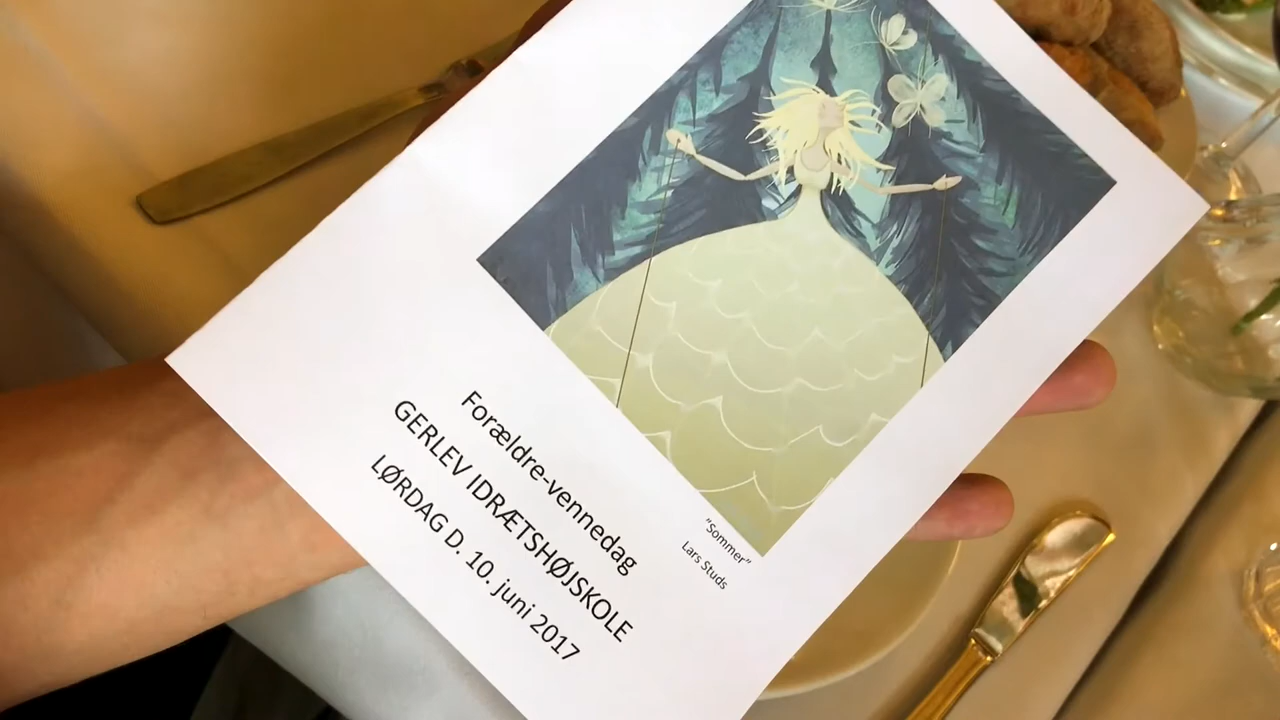 "Sommer"
Lars Studs
Forældre-vennedag
GERLEV IDRÆTSHØJSKOLE
LØRDAG D. 10. juni 2017